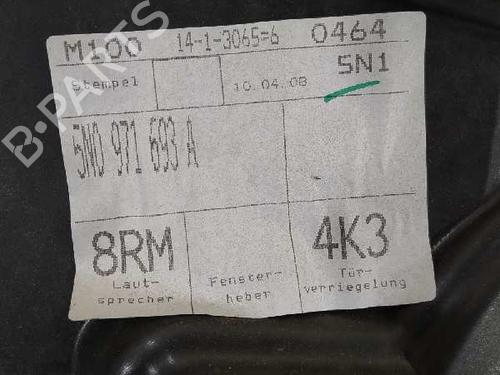 M100 14-1-3065=6 0464
Stempel 10.04.08 5N1
5N0 971 693 A
8RM 4K3
Laut- Fenster- Tür-
sprecher heber verriegelung
B-PARTS